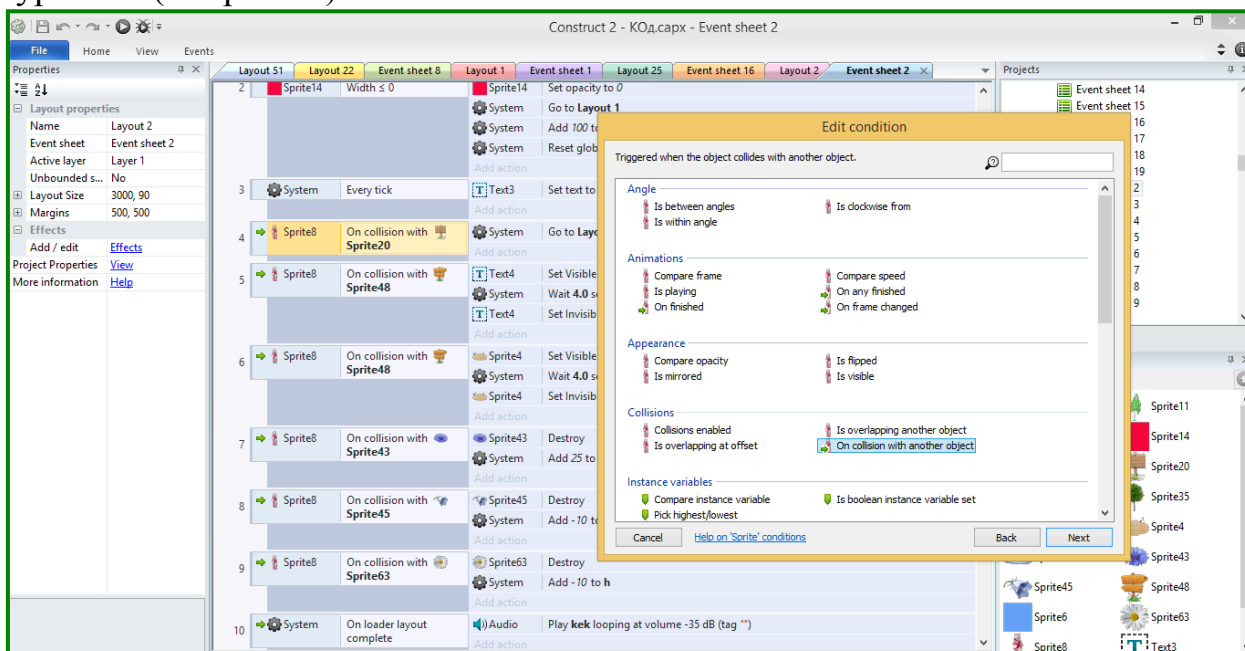 Construct 2 - КОд.capx - Event sheet 2
File Home View Events
Properties
Layout properties
Name Layout 2
Event sheet Event sheet 2
Active layer Layer 1
Unbounded s... No
Layout Size 3000, 90
Margins 500, 500
Effects
Add / edit Effects
Project Properties View
More information Help
Layout 51 Layout 22 Event sheet 8 Layout 1 Event sheet 1 Layout 25 Event sheet 16 Layout 2 Event sheet 2
2 Sprite14 Width ≤ 0 Sprite14 Set opacity to 0
System Go to Layout 1
System Add 100 to
System Reset glob
Add action
3 System Every tick Text3 Set text to
Add action
4 Sprite8 On collision with Sprite20 System Go to Layo
Add action
5 Sprite8 On collision with Sprite48 Text4 Set Visible
System Wait 4.0 se
Text4 Set Invisib
Add action
6 Sprite8 On collision with Sprite48 Sprite4 Set Visible
System Wait 4.0 se
Sprite4 Set Invisib
Add action
7 Sprite8 On collision with Sprite43 Sprite43 Destroy
System Add 25 to
Add action
8 Sprite8 On collision with Sprite45 Sprite45 Destroy
System Add -10 to
Add action
9 Sprite8 On collision with Sprite63 Sprite63 Destroy
System Add -10 to h
Add action
10 System On loader layout complete Audio Play kek looping at volume -35 dB (tag "")
Add action
Edit condition
Triggered when the object collides with another object.
Angle
Is between angles Is clockwise from
Is within angle
Animations
Compare frame Compare speed
Is playing On any finished
On finished On frame changed
Appearance
Compare opacity Is flipped
Is mirrored Is visible
Collisions
Collisions enabled Is overlapping another object
Is overlapping at offset On collision with another object
Instance variables
Compare instance variable Is boolean instance variable set
Pick highest/lowest
Cancel Help on 'Sprite' conditions Back Next
Projects
Event sheet 14
Event sheet 15
16
17
18
19
2
3
4
5
6
7
8
9
Sprite11
Sprite14
Sprite20
Sprite35
Sprite4
Sprite43
Sprite45 Sprite48
Sprite6 Sprite63
Sprite8 Text3